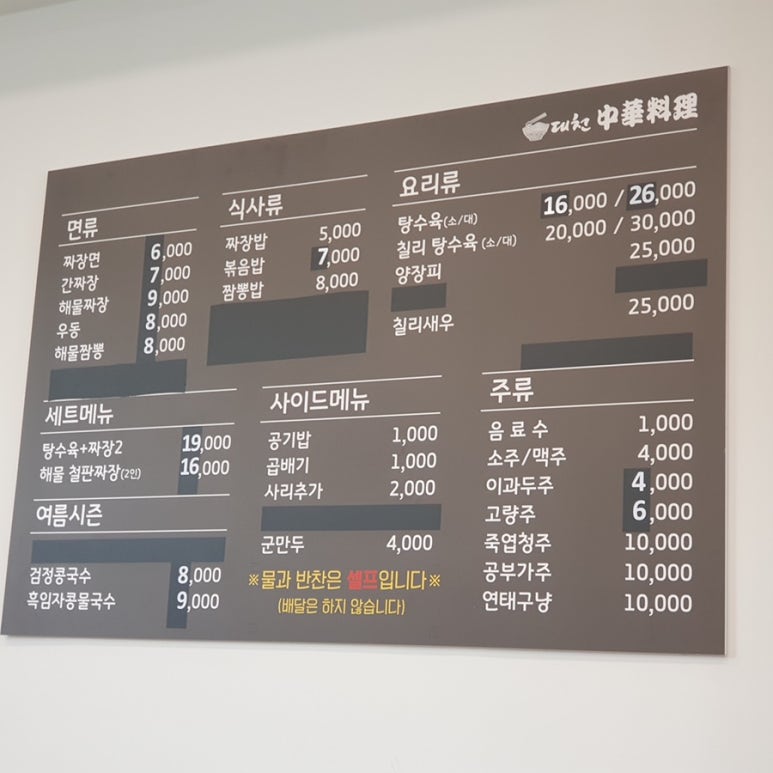 대천 中華料理
면류
짜장면 6,000
간짜장 7,000
해물짜장 9,000
우동 8,000
해물짬뽕 8,000
식사류
짜장밥 5,000
볶음밥 7,000
짬뽕밥 8,000
요리류
탕수육(소/대) 16,000 / 26,000
칠리 탕수육(소/대) 20,000 / 30,000
양장피 25,000
칠리새우 25,000
세트메뉴
탕수육+짜장2 19,000
해물 철판짜장(2인) 16,000
여름시즌
검정콩국수 8,000
흑임자콩물국수 9,000
사이드메뉴
공기밥 1,000
곱배기 1,000
사리추가 2,000
군만두 4,000
※물과 반찬은 셀프입니다※
(배달은 하지 않습니다)
주류
음료수 1,000
소주/맥주 4,000
이과두주 4,000
고량주 6,000
죽엽청주 10,000
공부가주 10,000
연태구냥 10,000